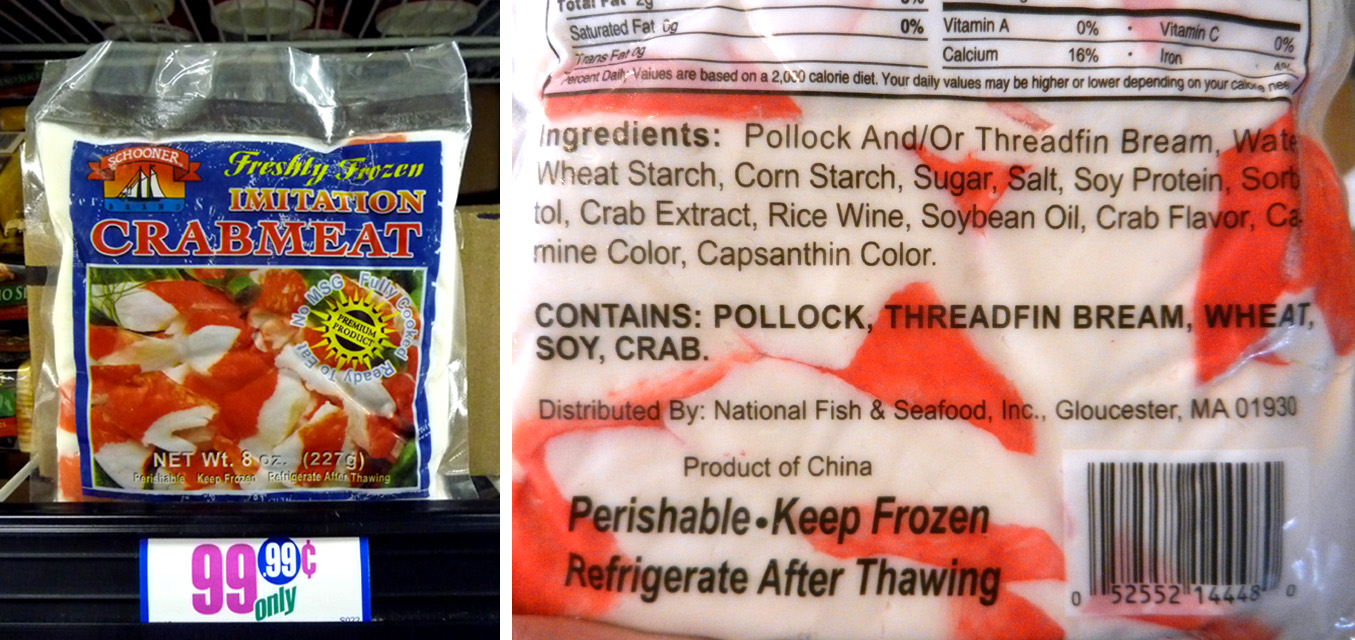 SCHOONER
Freshly Frozen
IMITATION
CRABMEAT
No MSG Fully Cooked Ready To Eat
PREMIUM
PRODUCT
NET Wt. 8 oz. (227g)
Perishable Keep Frozen Refrigerate After Thawing
99.99¢
only
Total Fat 2g 0%
Saturated Fat 0g 0%
Trans Fat 0g
Vitamin A 0% • Vitamin C 0%
Calcium 16% • Iron
Percent Daily Values are based on a 2,000 calorie diet. Your daily values may be higher or lower depending on your calorie
Ingredients: Pollock And/Or Threadfin Bream, Wate
Wheat Starch, Corn Starch, Sugar, Salt, Soy Protein, Sorb
tol, Crab Extract, Rice Wine, Soybean Oil, Crab Flavor, Ca
mine Color, Capsanthin Color.
CONTAINS: POLLOCK, THREADFIN BREAM, WHEAT,
SOY, CRAB.
Distributed By: National Fish & Seafood, Inc., Gloucester, MA 01930
Product of China
Perishable • Keep Frozen
Refrigerate After Thawing
0 52552 14448 0